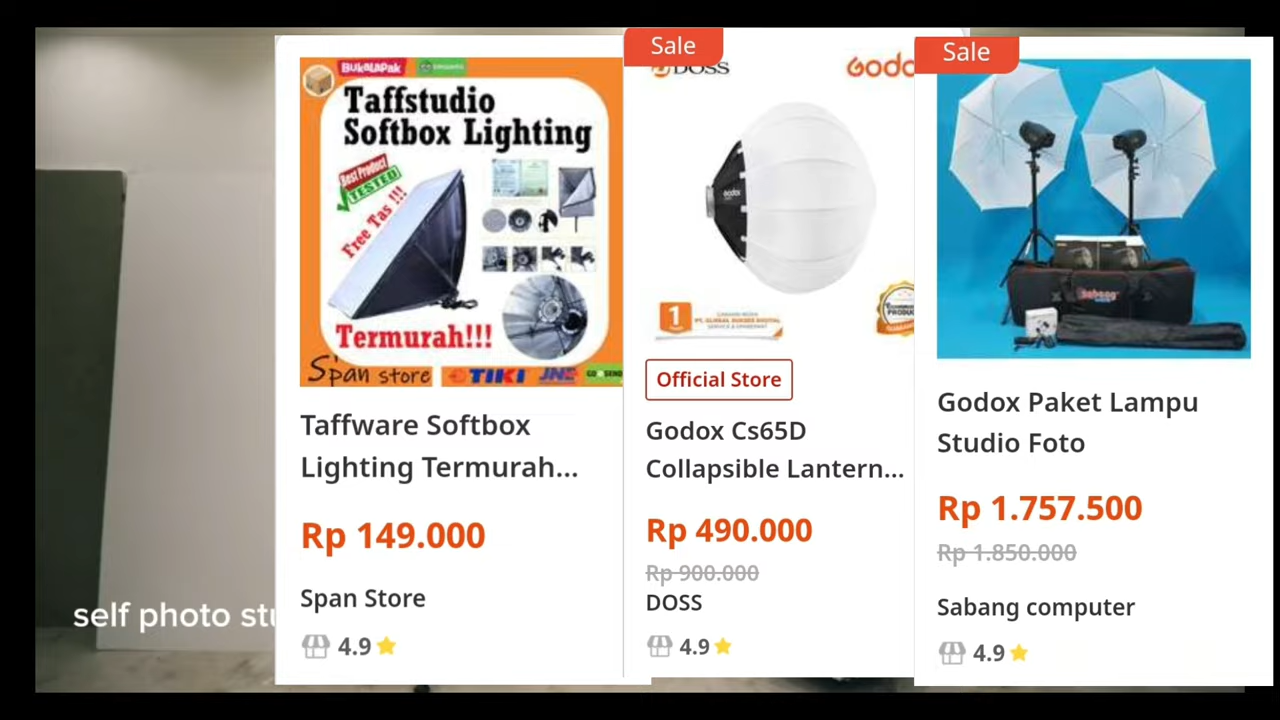 self photo stu
BukaLapak
Taffstudio
Softbox Lighting
Best Product
TESTED
Free Tas !!!
Termurah!!!
Span store
TIKI JNE
Taffware Softbox
Lighting Termurah...
Rp 149.000
Span Store
4.9
Sale
DOSS
Godo
Godox
1
Official Store
Godox Cs65D
Collapsible Lantern...
Rp 490.000
Rp 900.000
DOSS
4.9
Sale
Godox Paket Lampu
Studio Foto
Rp 1.757.500
Rp 1.850.000
Sabang computer
4.9